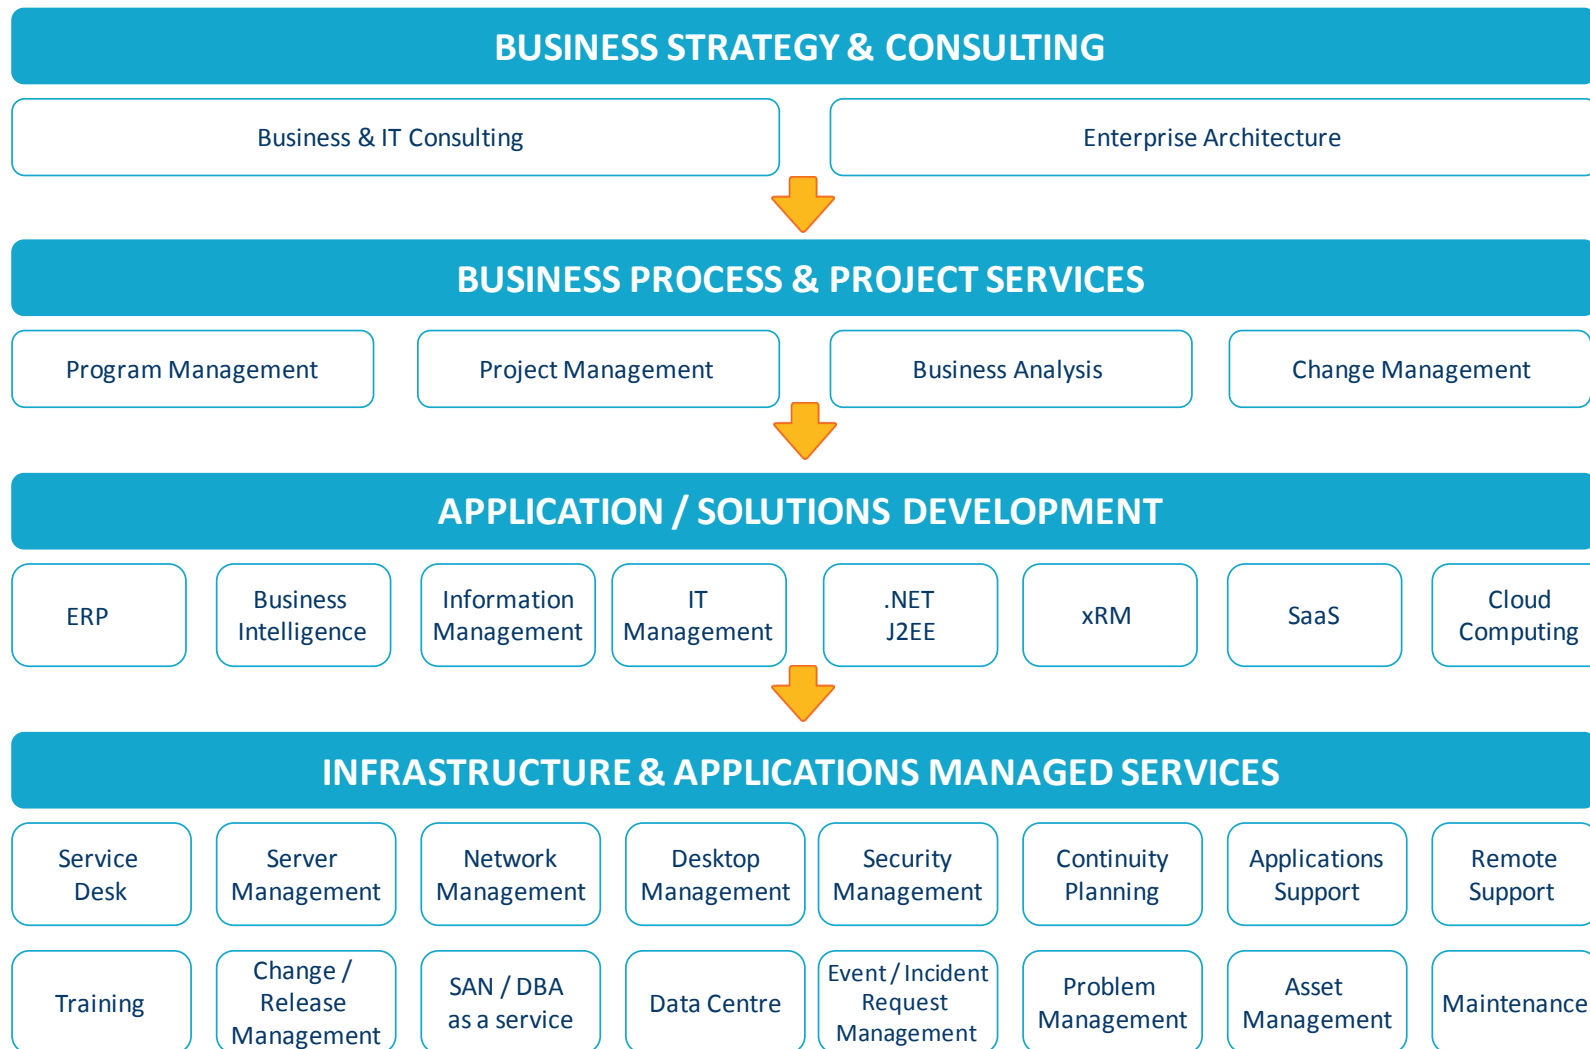 BUSINESS STRATEGY & CONSULTING
Business & IT Consulting
Enterprise Architecture
BUSINESS PROCESS & PROJECT SERVICES
Program Management
Project Management
Business Analysis
Change Management
APPLICATION / SOLUTIONS DEVELOPMENT
ERP
Business
Intelligence
Information
Management
IT
Management
.NET
J2EE
xRM
SaaS
Cloud
Computing
INFRASTRUCTURE & APPLICATIONS MANAGED SERVICES
Service
Desk
Server
Management
Network
Management
Desktop
Management
Security
Management
Continuity
Planning
Applications
Support
Remote
Support
Training
Change /
Release
Management
SAN / DBA
as a service
Data Centre
Event / Incident
Request
Management
Problem
Management
Asset
Management
Maintenance